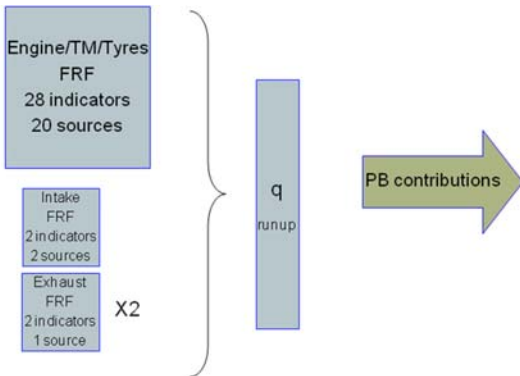 Engine/TM/Tyres
FRF
28 indicators
20 sources
Intake
FRF
2 indicators
2 sources
Exhaust
FRF
2 indicators
1 source
X2
q
runup
PB contributions